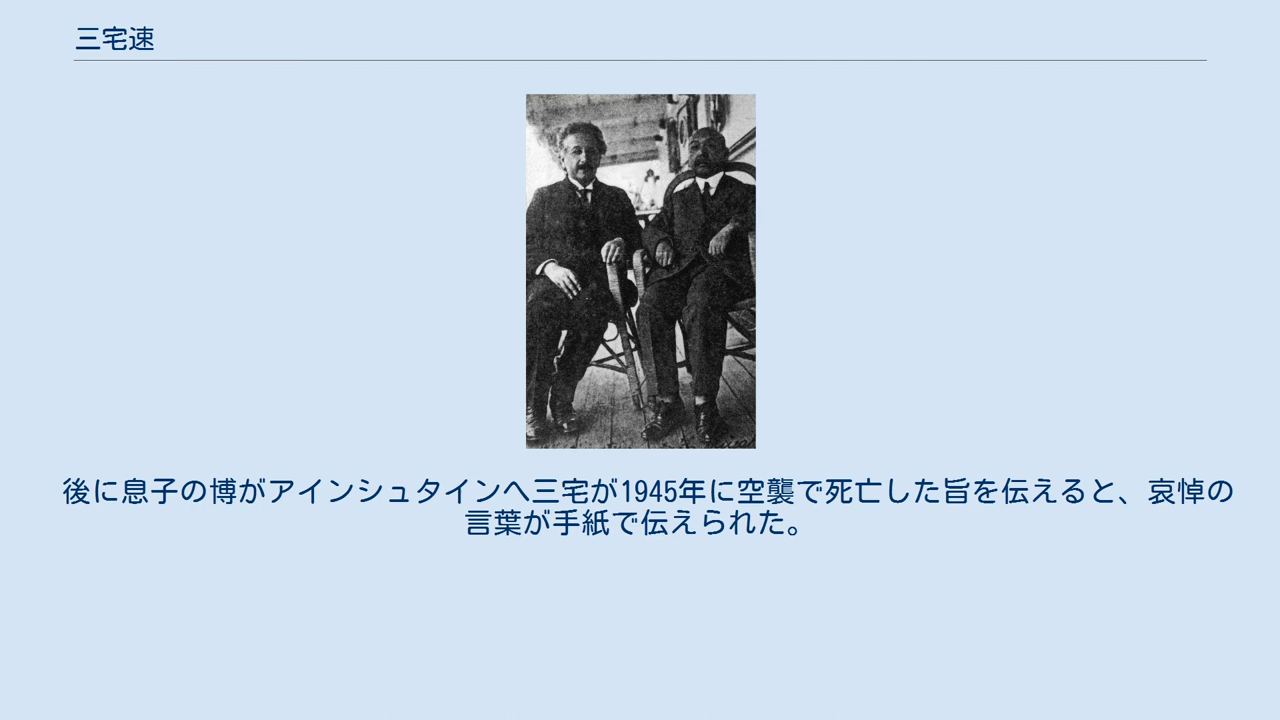 三宅速
後に息子の博がアインシュタインへ三宅が1945年に空襲で死亡した旨を伝えると、哀悼の
言葉が手紙で伝えられた。